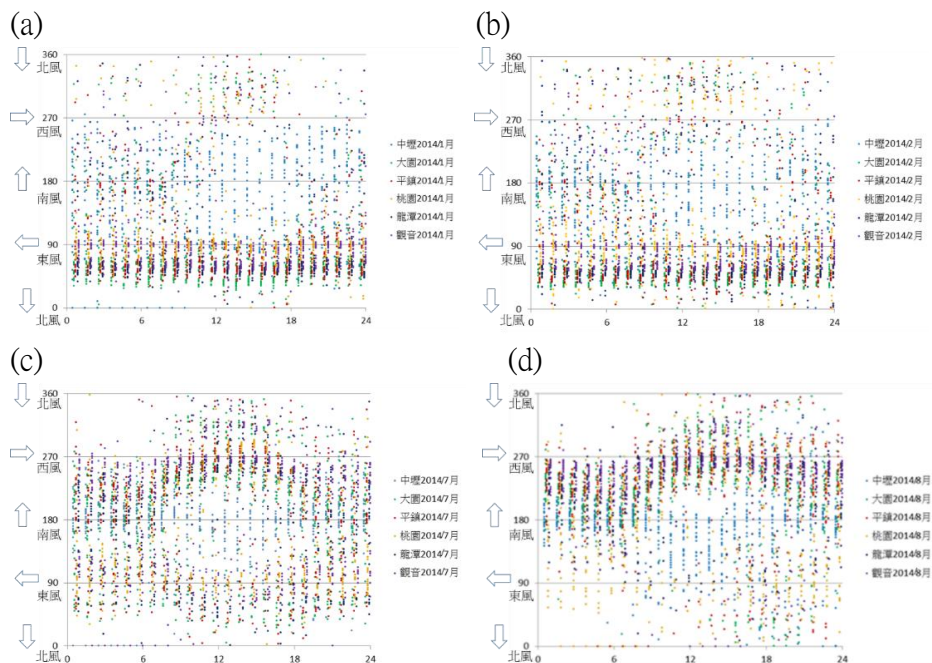 (a)
360
北風
270
西風
180
南風
90
東風
0
北風
0 6 12 18 24
中壢2014/1月
大園2014/1月
平鎮2014/1月
桃園2014/1月
龍潭2014/1月
觀音2014/1月
(b)
360
北風
270
西風
180
南風
90
東風
0
北風
0 6 12 18 24
中壢2014/2月
大園2014/2月
平鎮2014/2月
桃園2014/2月
龍潭2014/2月
觀音2014/2月
(c)
360
北風
270
西風
180
南風
90
東風
0
北風
0 6 12 18 24
中壢2014/7月
大園2014/7月
平鎮2014/7月
桃園2014/7月
龍潭2014/7月
觀音2014/7月
(d)
360
北風
270
西風
180
南風
90
東風
0
北風
0 6 12 18 24
中壢2014/8月
大園2014/8月
平鎮2014/8月
桃園2014/8月
龍潭2014/8月
觀音2014/8月